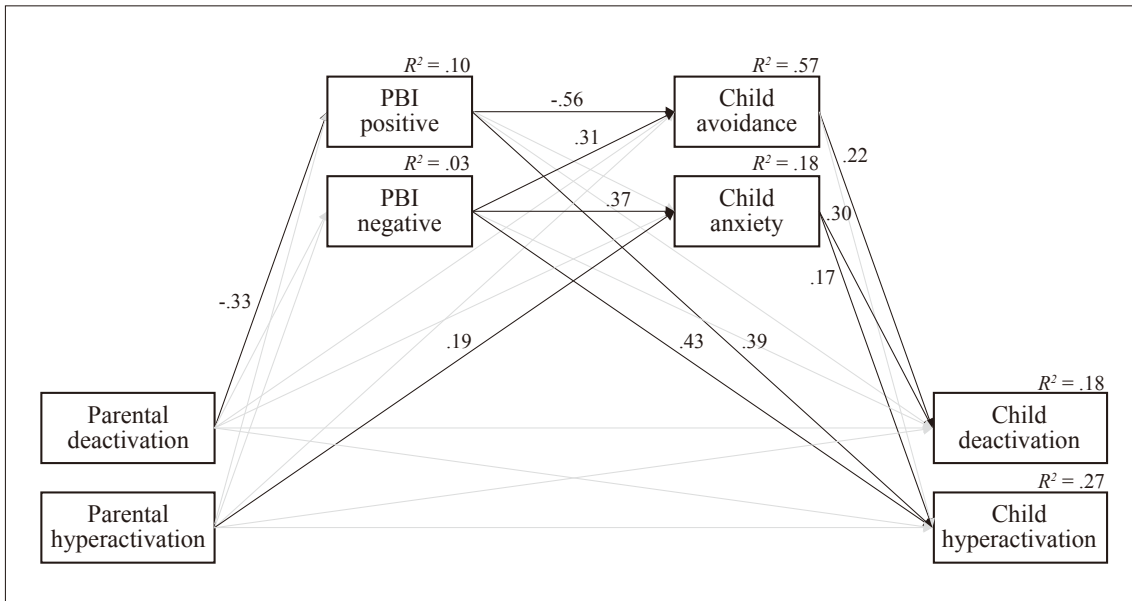 R² = .10
R² = .57
PBI
positive
-.56
Child
avoidance
.31
R² = .03
R² = .18
.22
PBI
negative
.37
Child
anxiety
.30
.17
-.33
.19
.43
.39
R² = .18
Parental
deactivation
Child
deactivation
R² = .27
Parental
hyperactivation
Child
hyperactivation